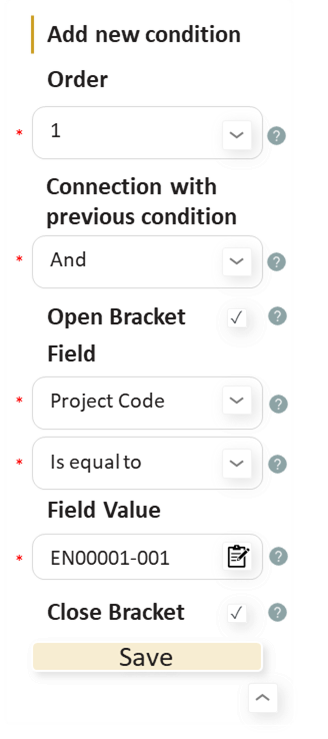 Add new condition
Order
* 1 ?
Connection with
previous condition
* And ?
Open Bracket ✓ ?
Field
* Project Code ?
* Is equal to ?
Field Value
* EN00001-001 ?
Close Bracket ✓ ?
Save